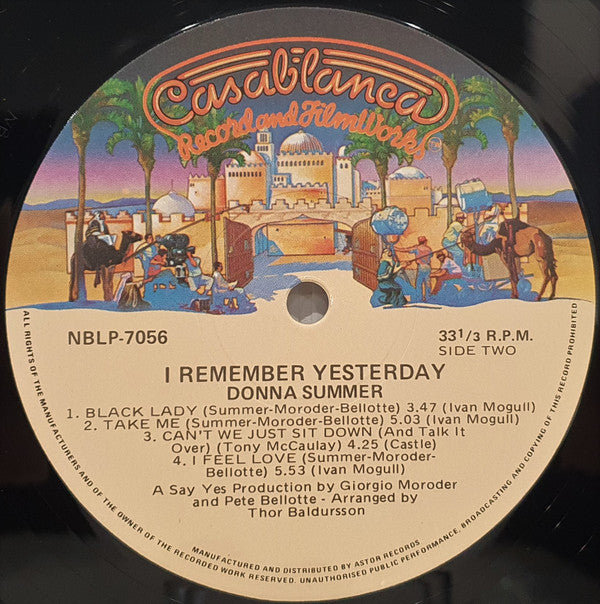 Casablanca
Record and FilmWorks
TM
NBLP-7056
33 1/3 R.P.M.
SIDE TWO
I REMEMBER YESTERDAY
DONNA SUMMER
1. BLACK LADY (Summer-Moroder-Bellotte) 3.47 (Ivan Mogull)
2. TAKE ME (Summer-Moroder-Bellotte) 5.03 (Ivan Mogull)
3. CAN'T WE JUST SIT DOWN (And Talk It
Over) (Tony McCaulay) 4.25 (Castle)
4. I FEEL LOVE (Summer-Moroder-
Bellotte) 5.53 (Ivan Mogull)
A Say Yes Production by Giorgio Moroder
and Pete Bellotte - Arranged by
Thor Baldursson
MANUFACTURED AND DISTRIBUTED BY ASTOR RECORDS
ALL RIGHTS OF THE MANUFACTURERS AND OF THE OWNER OF THE RECORDED WORK RESERVED. UNAUTHORISED PUBLIC PERFORMANCE, BROADCASTING AND COPYING OF THIS RECORD PROHIBITED